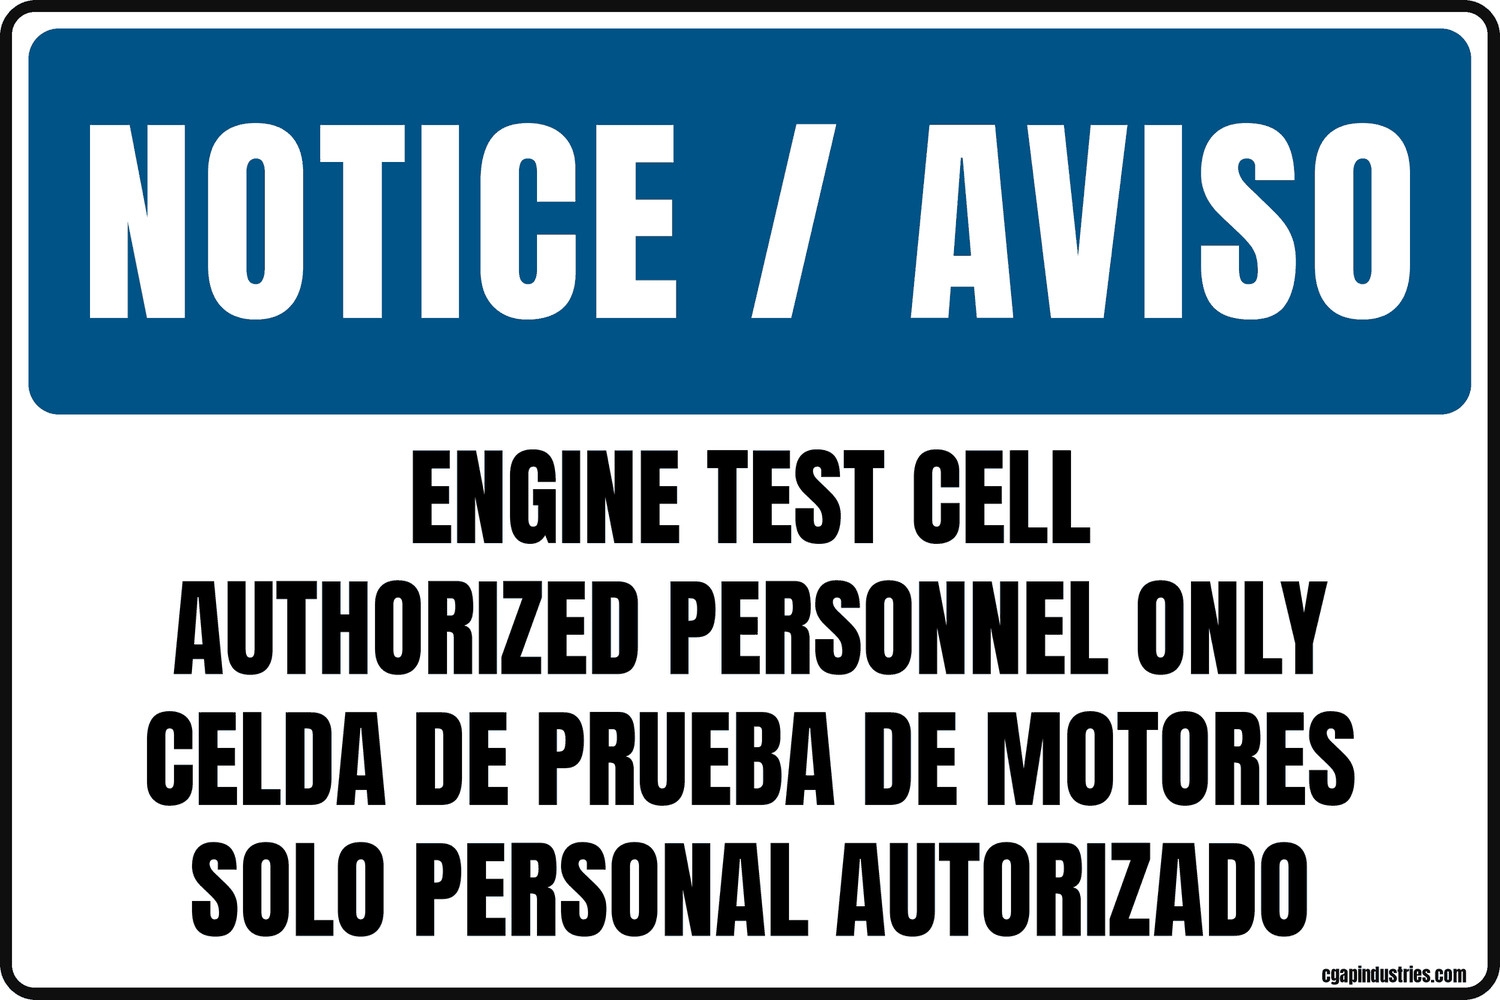 NOTICE / AVISO
ENGINE TEST CELL
AUTHORIZED PERSONNEL ONLY
CELDA DE PRUEBA DE MOTORES
SOLO PERSONAL AUTORIZADO
cgapindustries.com